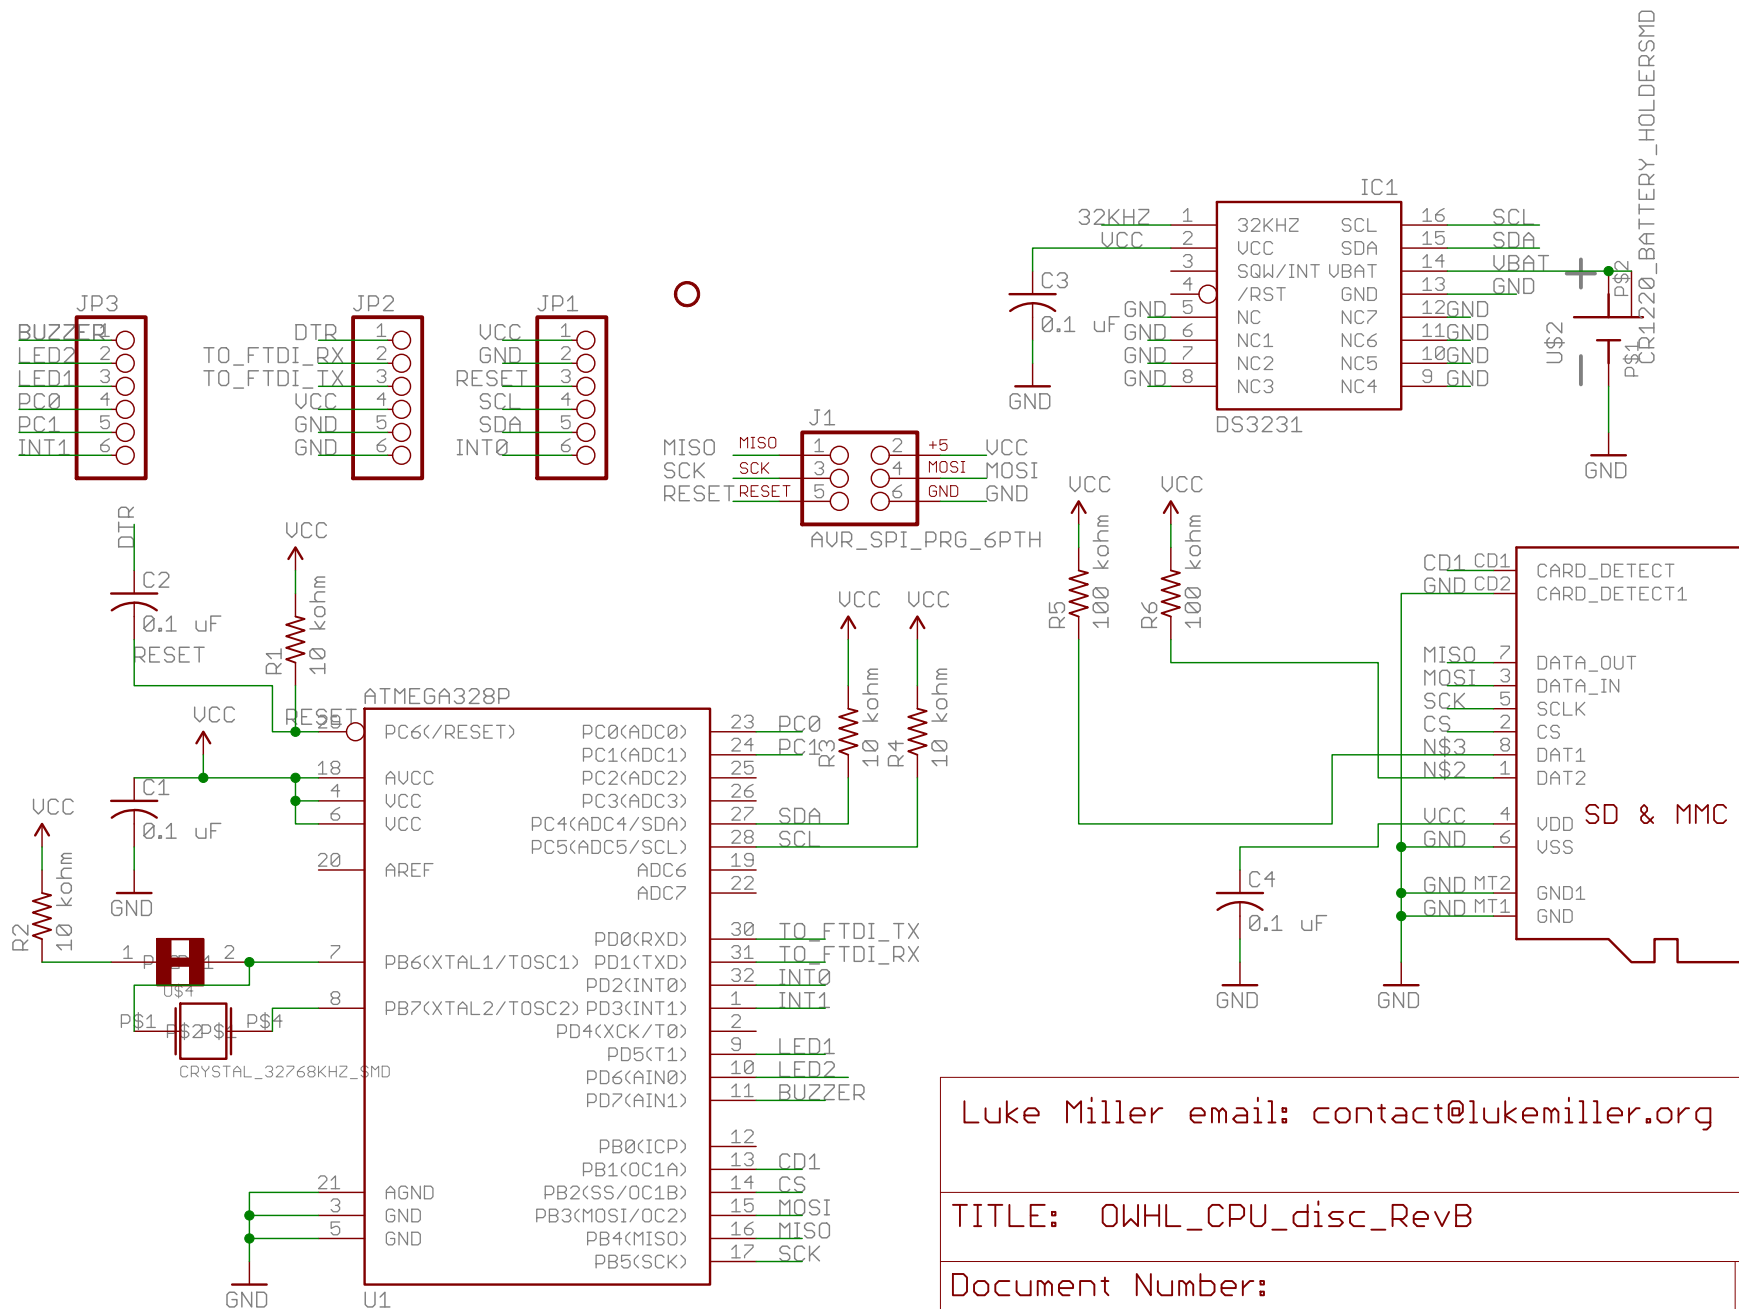 CR1220_BATTERY_HOLDERSMD
IC1
32KHZ 1 32KHZ SCL 16 SCL
VCC 2 VCC SDA 15 SDA
3 SQW/INT VBAT 14 VBAT
4 /RST GND 13 GND
GND 5 NC NC7 12 GND
GND 6 NC1 NC6 11 GND
GND 7 NC2 NC5 10 GND
GND 8 NC3 NC4 9 GND
DS3231
C3
0.1 uF
GND
P$2
U$2
P$1
GND
JP3
BUZZER 1
LED2 2
LED1 3
PC0 4
PC1 5
INT1 6
JP2
DTR 1
TO_FTDI_RX 2
TO_FTDI_TX 3
VCC 4
GND 5
GND 6
JP1
VCC 1
GND 2
RESET 3
SCL 4
SDA 5
INT0 6
J1
MISO MISO 1 2 +5 VCC
SCK SCK 3 4 MOSI MOSI
RESET RESET 5 6 GND GND
AVR_SPI_PRG_6PTH
DTR
C2
0.1 uF
RESET
VCC
R1
10 kohm
VCC
R3
10 kohm
VCC
R4
10 kohm
VCC
R5
100 kohm
VCC
R6
100 kohm
VCC
C1
0.1 uF
GND
VCC
R2
10 kohm
ATMEGA328P
RESET PC6(/RESET) PC0(ADC0) 23 PC0
PC1(ADC1) 24 PC1
18 AVCC PC2(ADC2) 25
4 VCC PC3(ADC3) 26
6 VCC PC4(ADC4/SDA) 27 SDA
PC5(ADC5/SCL) 28 SCL
20 AREF ADC6 19
ADC7 22
PD0(RXD) 30 TO_FTDI_TX
1 2 7 PB6(XTAL1/TOSC1) PD1(TXD) 31 TO_FTDI_RX
U$4
PD2(INT0) 32 INT0
8 PB7(XTAL2/TOSC2) PD3(INT1) 1 INT1
P$1 P$2 P$4
PD4(XCK/T0) 2
PD5(T1) 9 LED1
CRYSTAL_32768KHZ_SMD
PD6(AIN0) 10 LED2
PD7(AIN1) 11 BUZZER
PB0(ICP) 12
PB1(OC1A) 13 CD1
21 AGND PB2(SS/OC1B) 14 CS
3 GND PB3(MOSI/OC2) 15 MOSI
5 GND PB4(MISO) 16 MISO
PB5(SCK) 17 SCK
GND
U1
CD1 CD1 CARD_DETECT
GND CD2 CARD_DETECT1
MISO 7 DATA_OUT
MOSI 3 DATA_IN
SCK 5 SCLK
CS 2 CS
N$3 8 DAT1
N$2 1 DAT2
SD & MMC
VCC 4 VDD
GND 6 VSS
GND MT2 GND1
GND MT1 GND
C4
0.1 uF
GND
GND
Luke Miller email: contact@lukemiller.org
TITLE: OWHL_CPU_disc_RevB
Document Number: